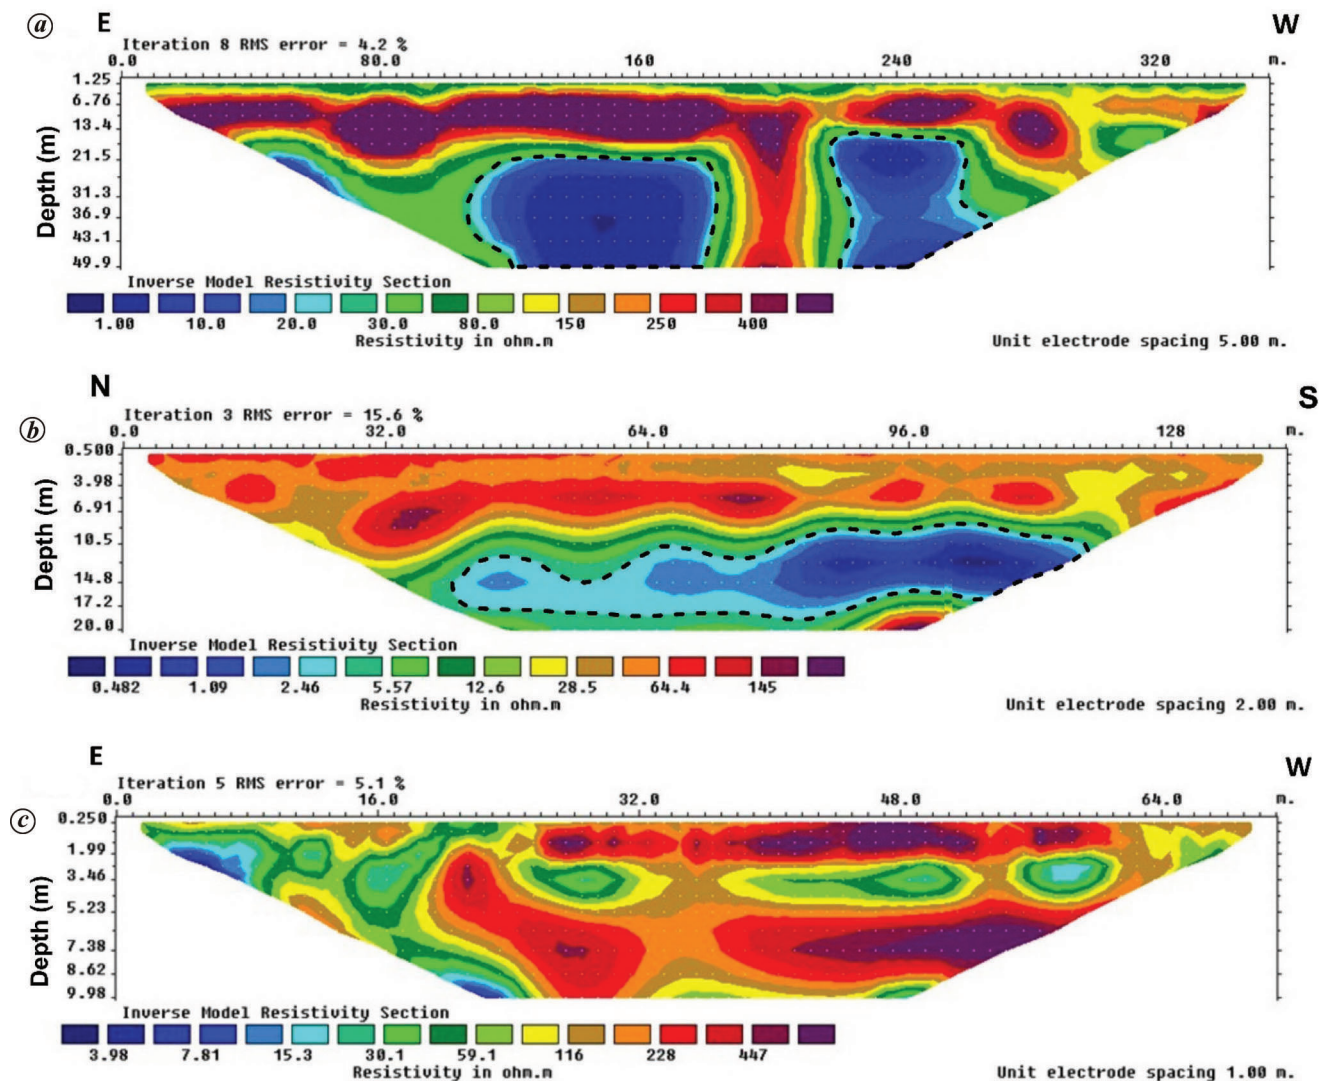 a E W
Iteration 8 RMS error = 4.2 %
0.0 80.0 160 240 320 m.
Depth (m)
1.25
6.76
13.4
21.5
31.3
36.9
43.1
49.9
Inverse Model Resistivity Section
1.00 10.0 20.0 30.0 80.0 150 250 400
Resistivity in ohm.m Unit electrode spacing 5.00 m.
N S
Iteration 3 RMS error = 15.6 %
b
0.0 32.0 64.0 96.0 128 m.
Depth (m)
0.500
3.98
6.91
10.5
14.8
17.2
20.0
Inverse Model Resistivity Section
0.482 1.09 2.46 5.57 12.6 28.5 64.4 145
Resistivity in ohm.m Unit electrode spacing 2.00 m.
E W
Iteration 5 RMS error = 5.1 %
0.0 16.0 32.0 48.0 64.0 m.
c
Depth (m)
0.250
1.99
3.46
5.23
7.38
8.62
9.98
Inverse Model Resistivity Section
3.98 7.81 15.3 30.1 59.1 116 228 447
Resistivity in ohm.m Unit electrode spacing 1.00 m.